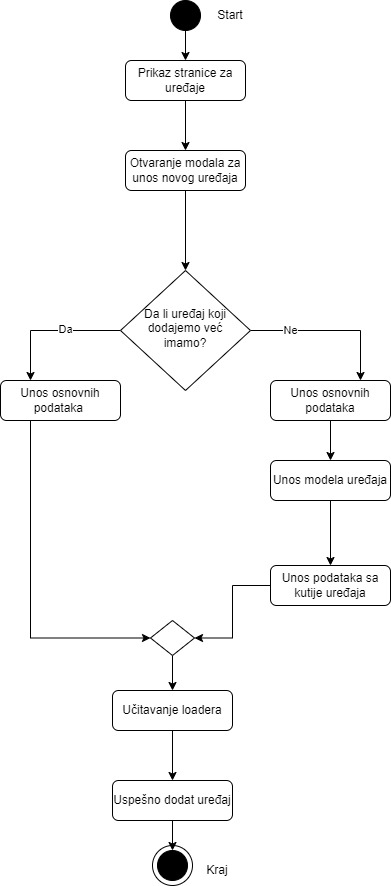 Start
Prikaz stranice za
uređaje
Otvaranje modala za
unos novog uređaja
Da li uređaj koji
dodajemo već
imamo?
Da
Ne
Unos osnovnih
podataka
Unos osnovnih
podataka
Unos modela uređaja
Unos podataka sa
kutije uređaja
Učitavanje loadera
Uspešno dodat uređaj
Kraj